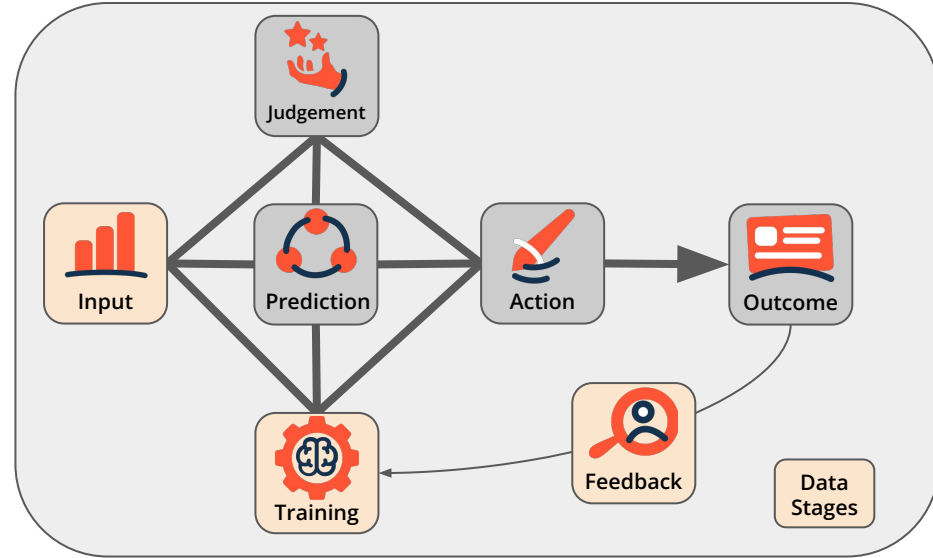 Judgement
Input
Prediction
Action
Outcome
Feedback
Training
Data
Stages